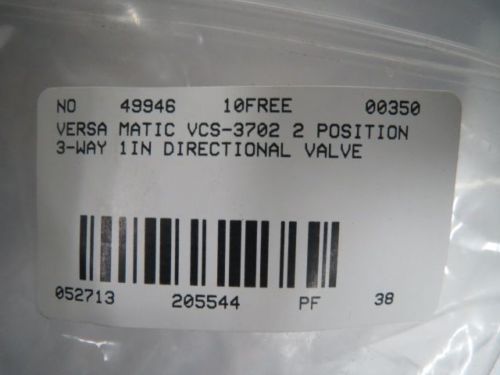 NO 49946 10FREE 00350
VERSA MATIC VCS-3702 2 POSITION
3-WAY 1IN DIRECTIONAL VALVE
052713 205544 PF 38